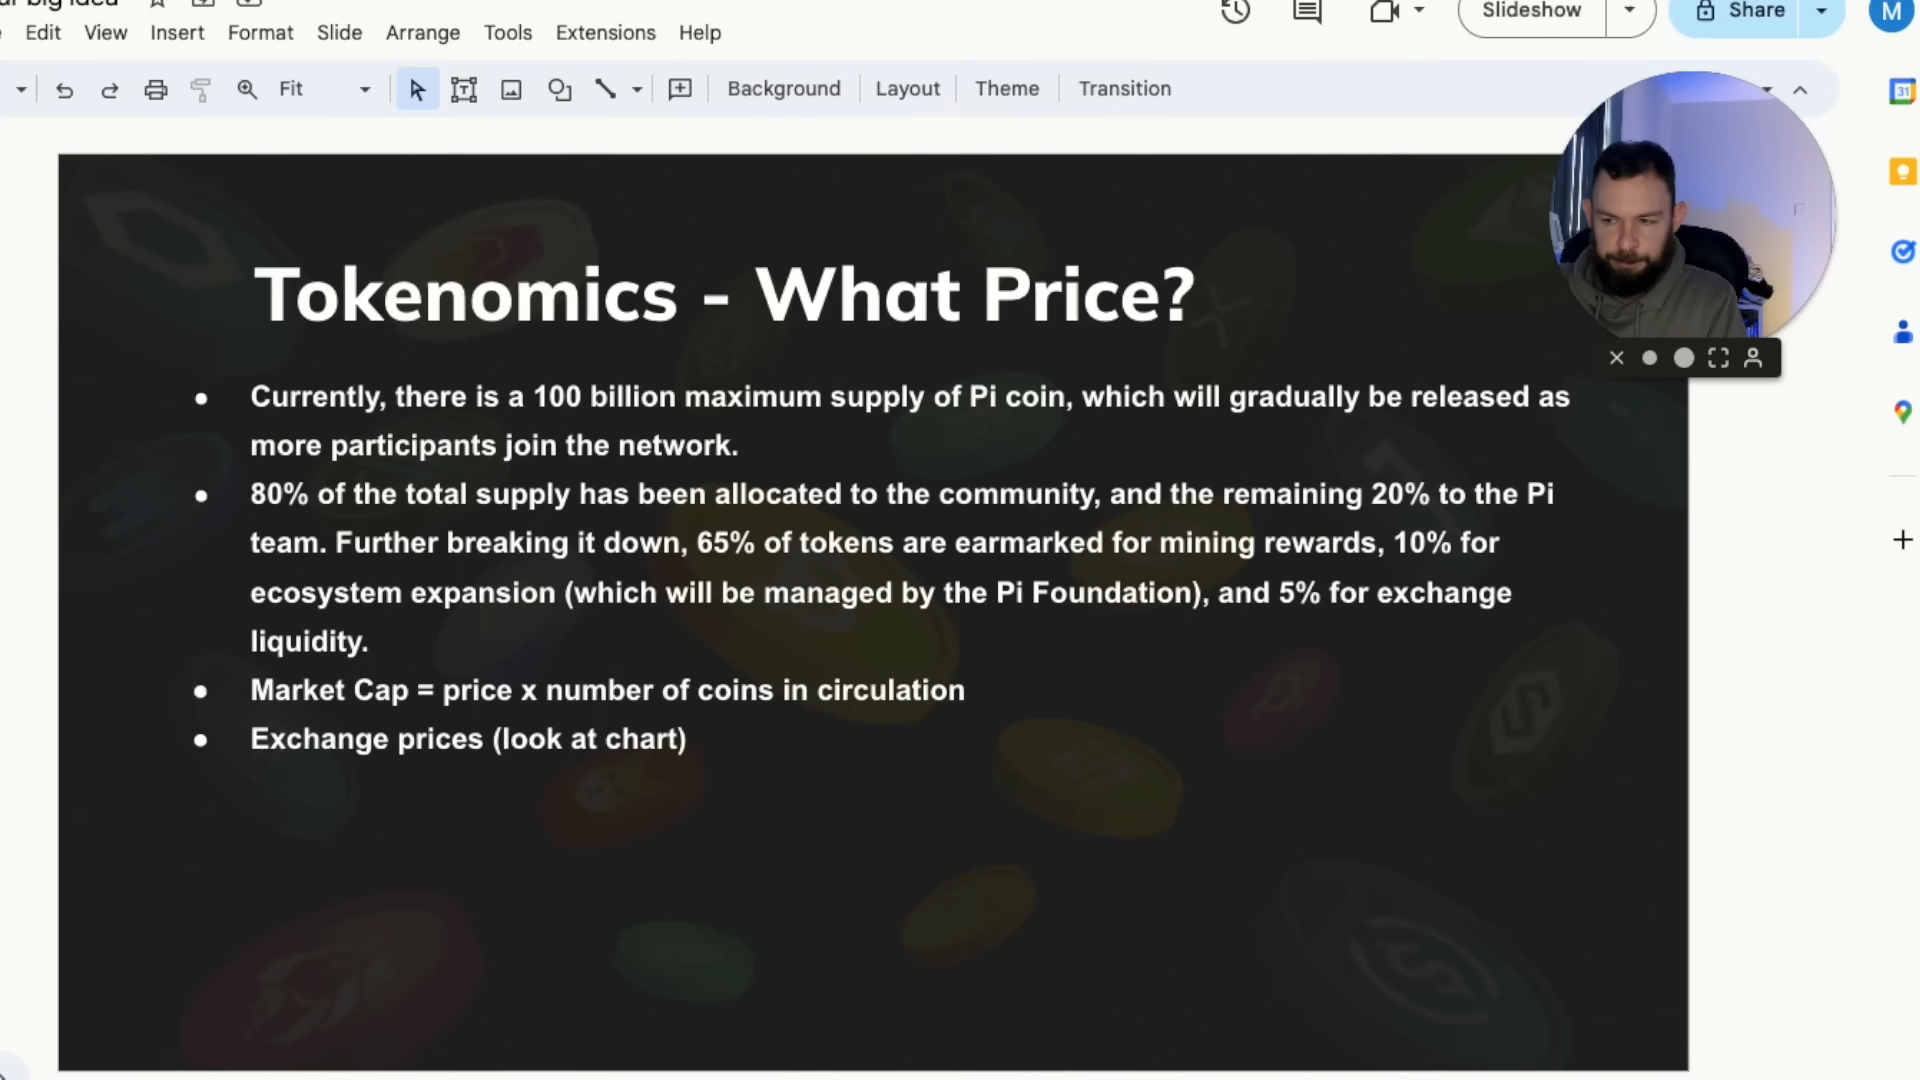 Edit View Insert Format Slide Arrange Tools Extensions Help
Slideshow
Share
M
Fit
Background Layout Theme Transition
31
Tokenomics - What Price?
● Currently, there is a 100 billion maximum supply of Pi coin, which will gradually be released as
more participants join the network.
● 80% of the total supply has been allocated to the community, and the remaining 20% to the Pi
team. Further breaking it down, 65% of tokens are earmarked for mining rewards, 10% for
ecosystem expansion (which will be managed by the Pi Foundation), and 5% for exchange
liquidity.
● Market Cap = price x number of coins in circulation
● Exchange prices (look at chart)